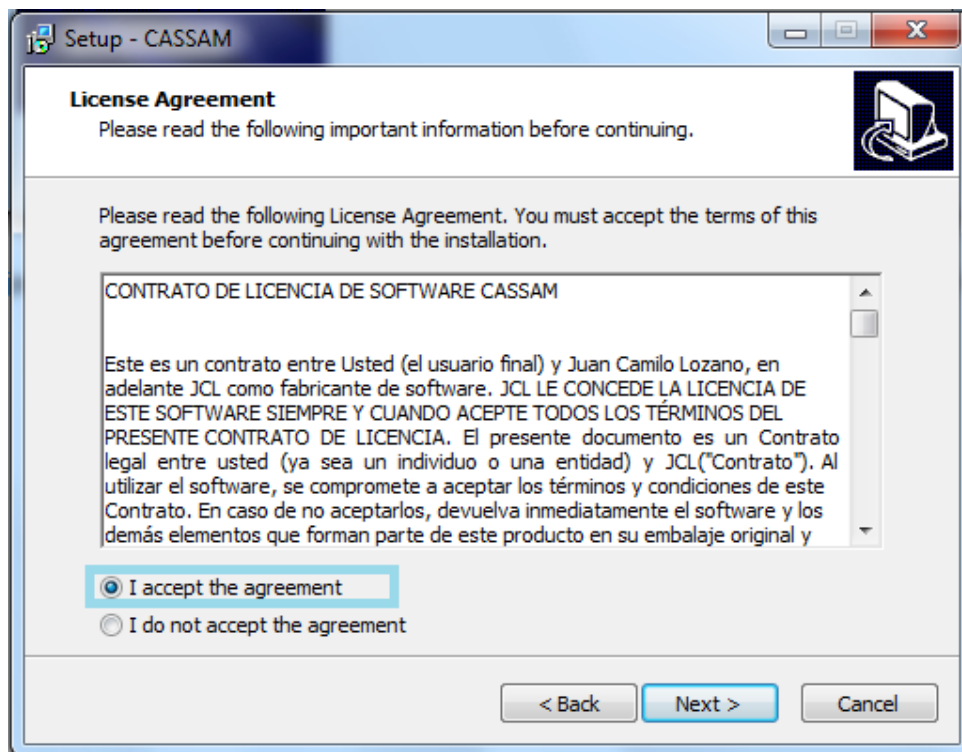 Setup - CASSAM
License Agreement
Please read the following important information before continuing.
Please read the following License Agreement. You must accept the terms of this
agreement before continuing with the installation.
CONTRATO DE LICENCIA DE SOFTWARE CASSAM
Este es un contrato entre Usted (el usuario final) y Juan Camilo Lozano, en
adelante JCL como fabricante de software. JCL LE CONCEDE LA LICENCIA DE
ESTE SOFTWARE SIEMPRE Y CUANDO ACEPTE TODOS LOS TÉRMINOS DEL
PRESENTE CONTRATO DE LICENCIA. El presente documento es un Contrato
legal entre usted (ya sea un individuo o una entidad) y JCL("Contrato"). Al
utilizar el software, se compromete a aceptar los términos y condiciones de este
Contrato. En caso de no aceptarlos, devuelva inmediatamente el software y los
demás elementos que forman parte de este producto en su embalaje original y
I accept the agreement
I do not accept the agreement
< Back Next > Cancel